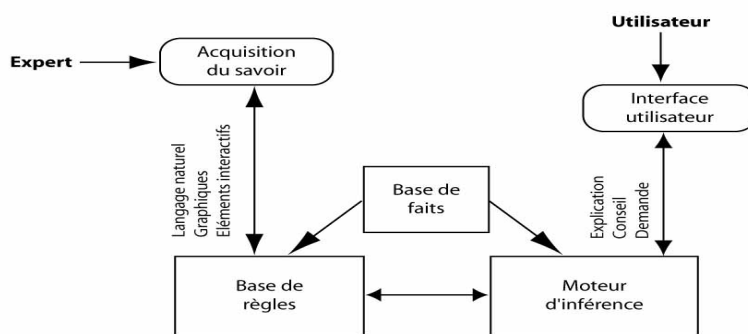 Utilisateur
Expert
Acquisition
du savoir
Interface
utilisateur
Langage naturel
Graphiques
Eléments interactifs
Base de
faits
Explication
Conseil
Demande
Base de
règles
Moteur
d'inférence